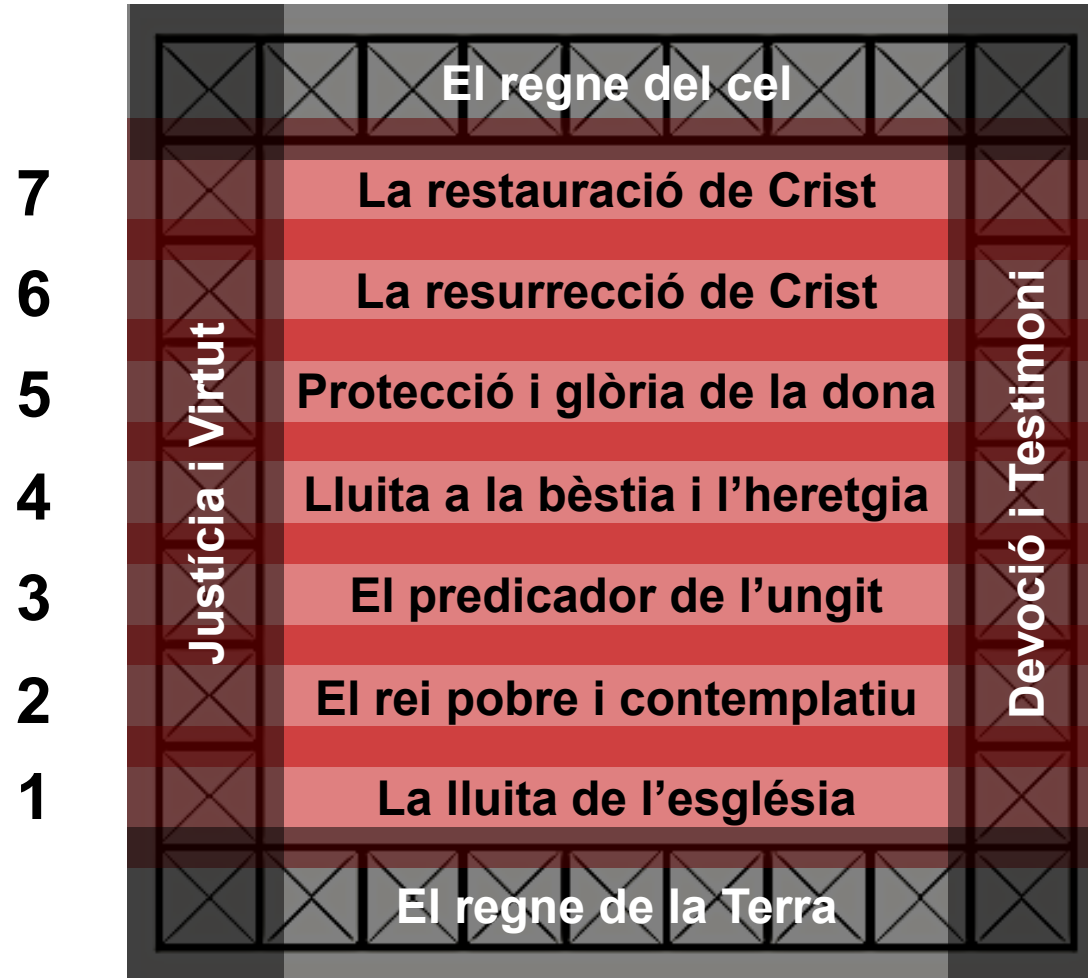 El regne del cel
7 La restauració de Crist
6 La resurrecció de Crist
5 Protecció i glòria de la dona
4 Lluita a la bèstia i l’heretgia
3 El predicador de l’ungit
2 El rei pobre i contemplatiu
1 La lluita de l’església
El regne de la Terra
Justícia i Virtut
Devoció i Testimoni